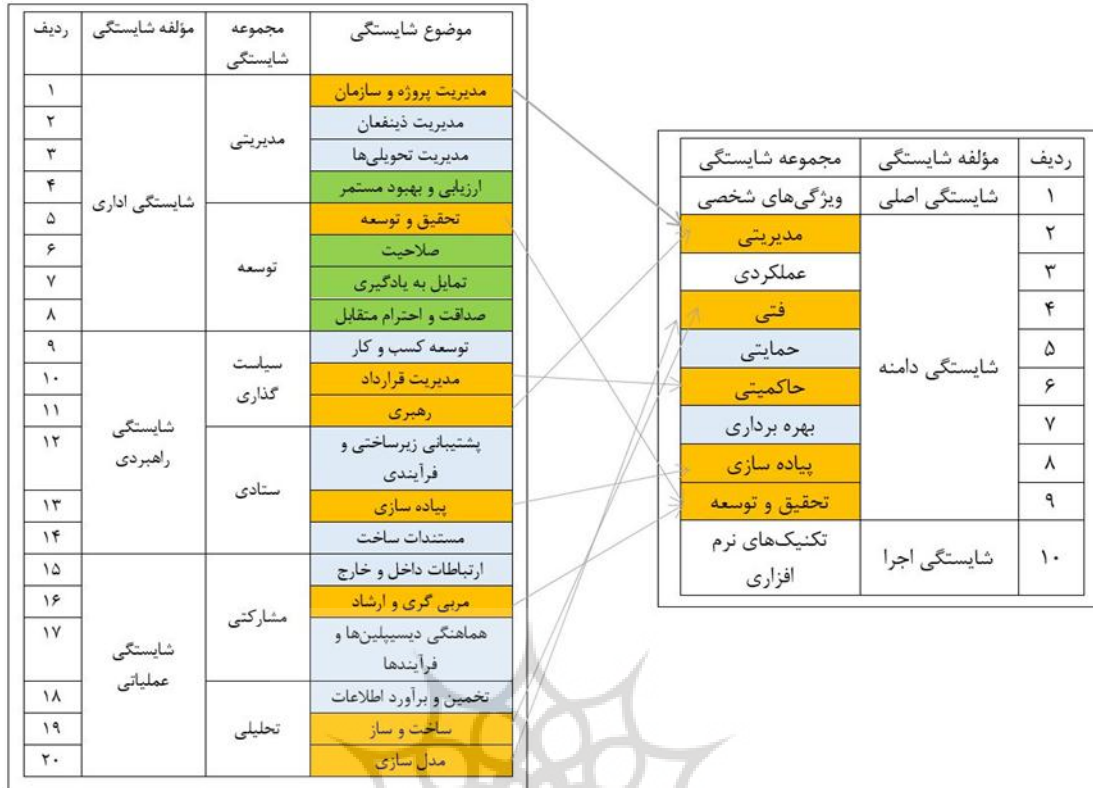 ردیف مؤلفه شایستگی مجموعه شایستگی موضوع شایستگی
۱ شایستگی اداری مدیریتی مدیریت پروژه و سازمان
۲ مدیریت ذینفعان
۳ مدیریت تحویلی‌ها
۴ ارزیابی و بهبود مستمر
۵ توسعه تحقیق و توسعه
۶ صلاحیت
۷ تمایل به یادگیری
۸ صداقت و احترام متقابل
۹ شایستگی راهبردی سیاست گذاری توسعه کسب و کار
۱۰ مدیریت قرارداد
۱۱ رهبری
۱۲ ستادی پشتیبانی زیرساختی و فرآیندی
۱۳ پیاده سازی
۱۴ مستندات ساخت
۱۵ شایستگی عملیاتی مشارکتی ارتباطات داخل و خارج
۱۶ مربی گری و ارشاد
۱۷ هماهنگی دیسیپلین‌ها و فرآیندها
۱۸ تحلیلی تخمین و برآورد اطلاعات
۱۹ ساخت و ساز
۲۰ مدل سازی
ردیف مؤلفه شایستگی مجموعه شایستگی
۱ شایستگی اصلی ویژگی‌های شخصی
۲ شایستگی دامنه مدیریتی
۳ عملکردی
۴ فتی
۵ حمایتی
۶ حاکمیتی
۷ بهره برداری
۸ پیاده سازی
۹ تحقیق و توسعه
۱۰ شایستگی اجرا تکنیک‌های نرم افزاری